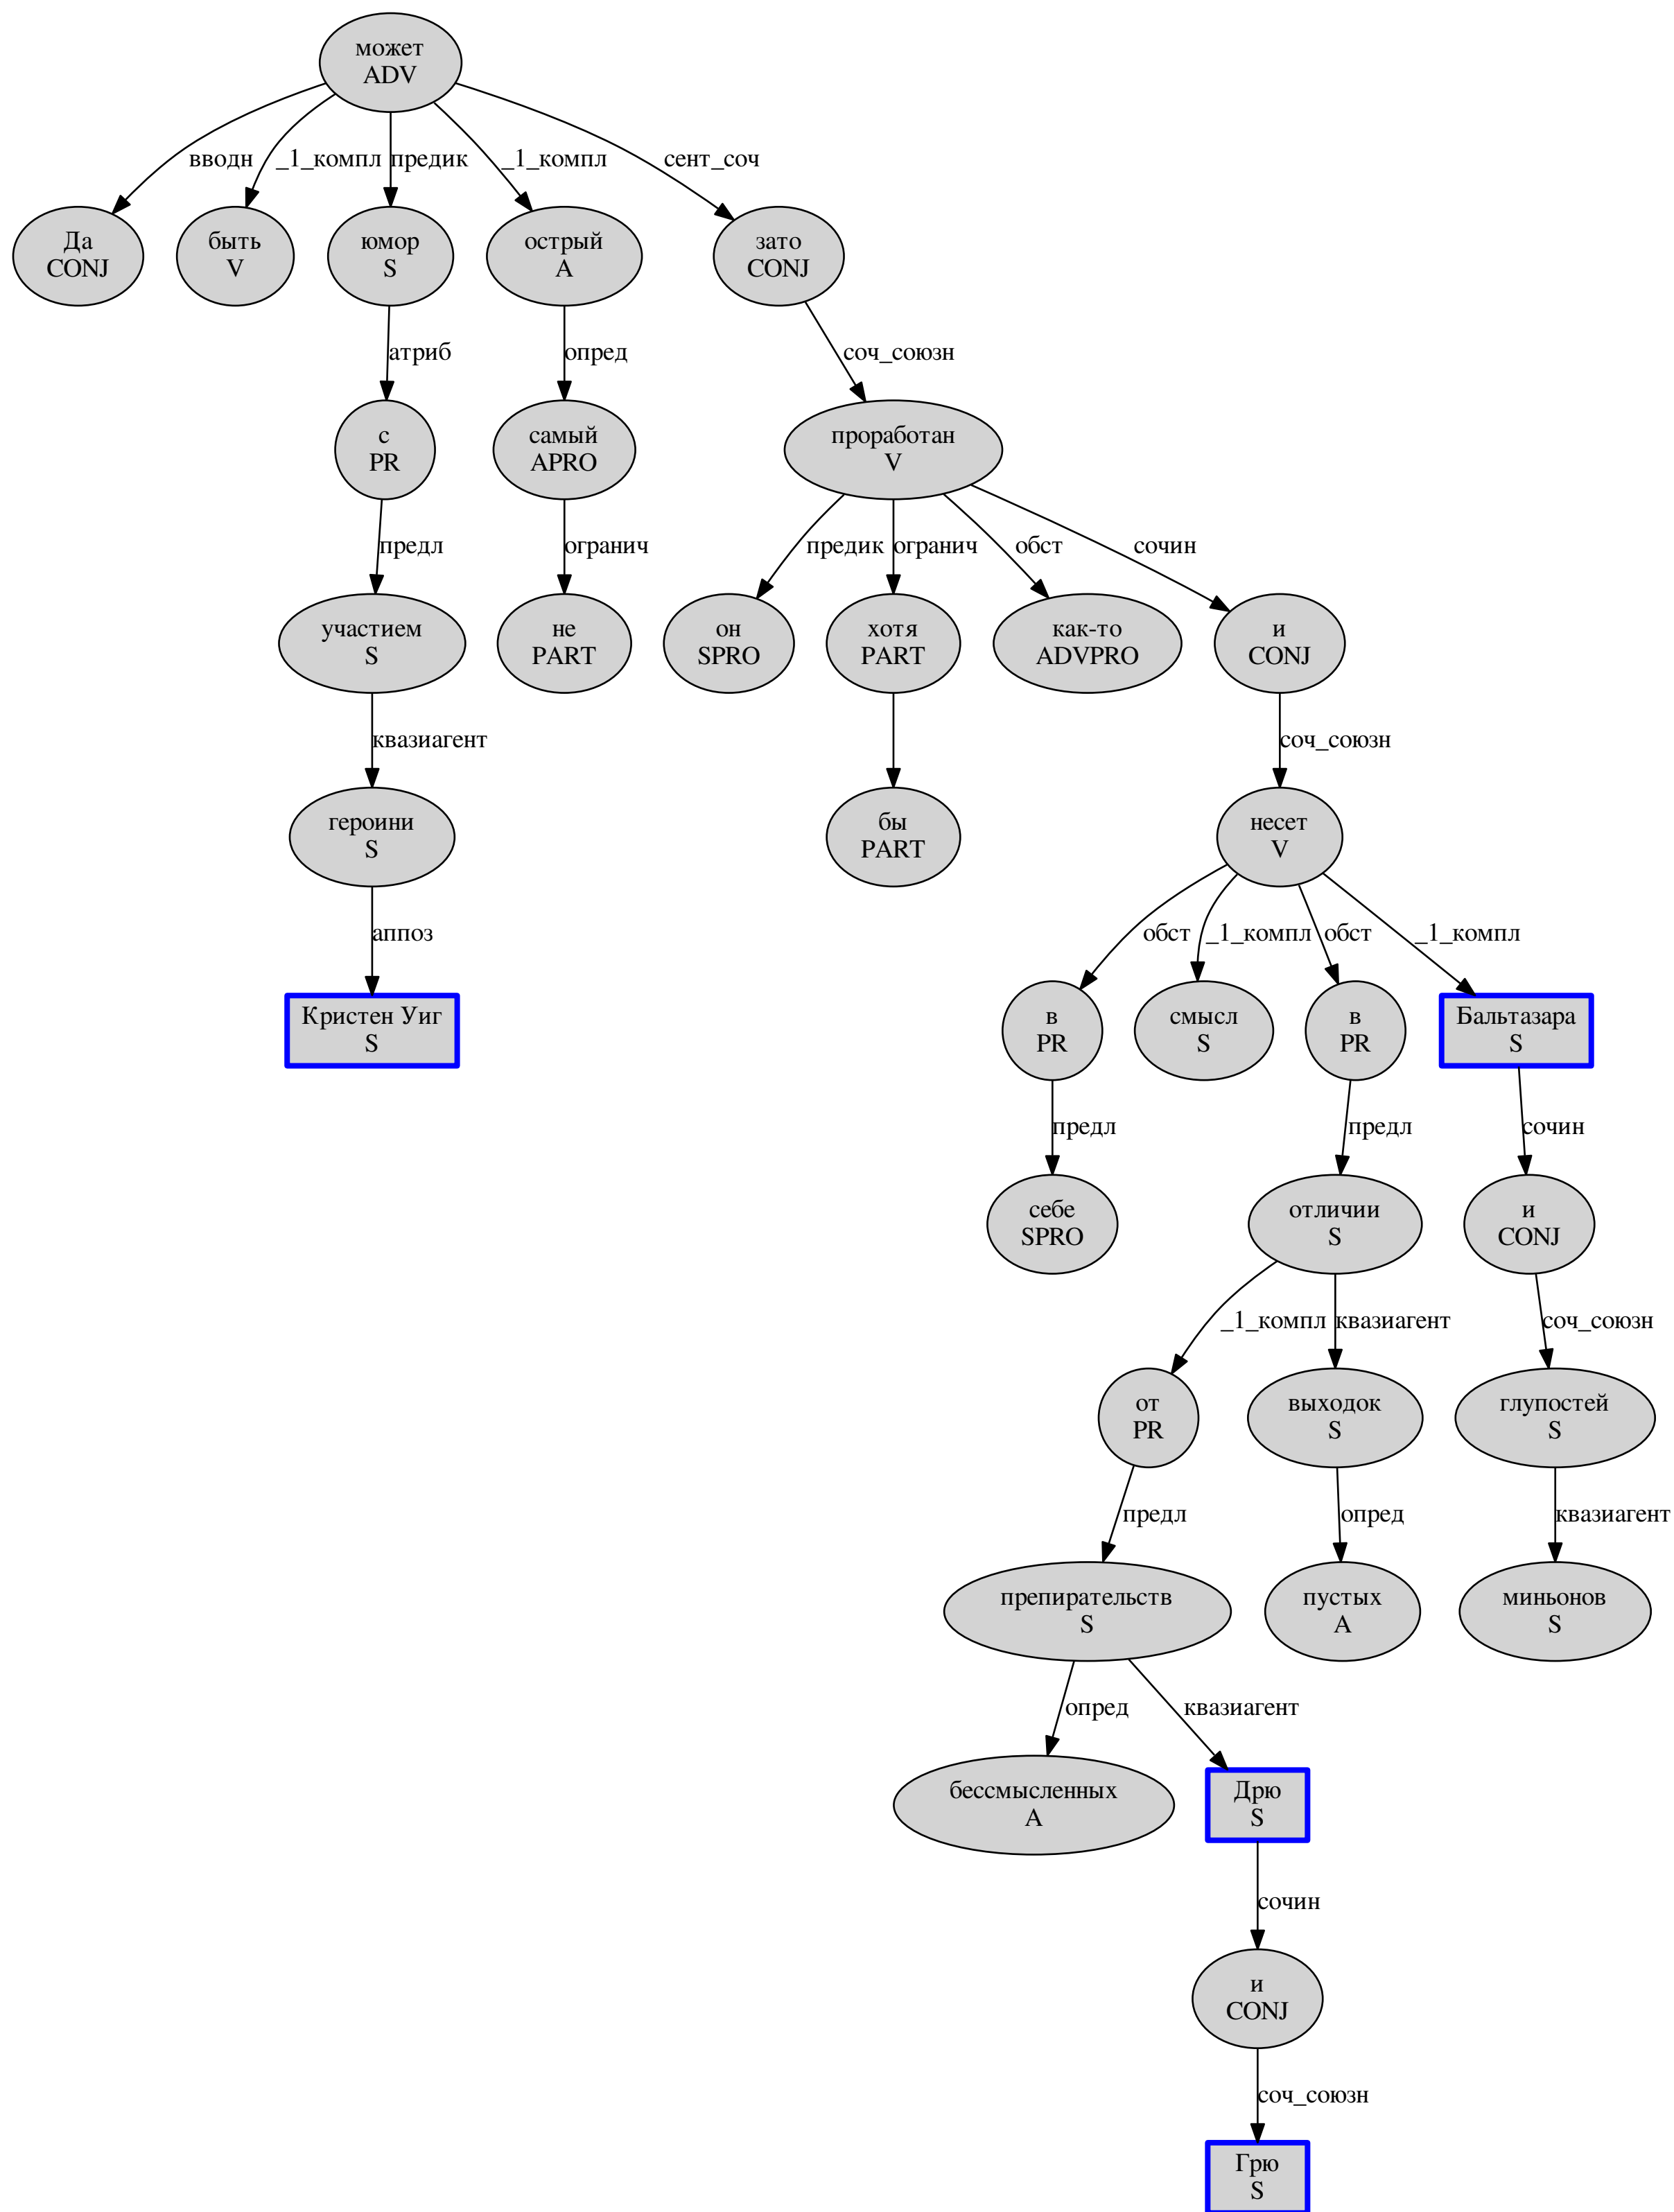 может
ADV
вводн
_1_компл
предик
_1_компл
сент_соч
Да
CONJ
быть
V
юмор
S
острый
A
зато
CONJ
атриб
опред
соч_союзн
с
PR
самый
APRO
проработан
V
предл
огранич
предик
огранич
обст
сочин
участием
S
не
PART
он
SPRO
хотя
PART
как-то
ADVPRO
и
CONJ
квазиагент
соч_союзн
героини
S
бы
PART
несет
V
аппоз
обст
_1_компл
обст
_1_компл
Кристен Уиг
S
в
PR
смысл
S
в
PR
Бальтазара
S
предл
предл
сочин
себе
SPRO
отличии
S
и
CONJ
_1_компл
квазиагент
соч_союзн
от
PR
выходок
S
глупостей
S
предл
опред
квазиагент
препирательств
S
пустых
A
миньонов
S
опред
квазиагент
бессмысленных
A
Дрю
S
сочин
и
CONJ
соч_союзн
Грю
S